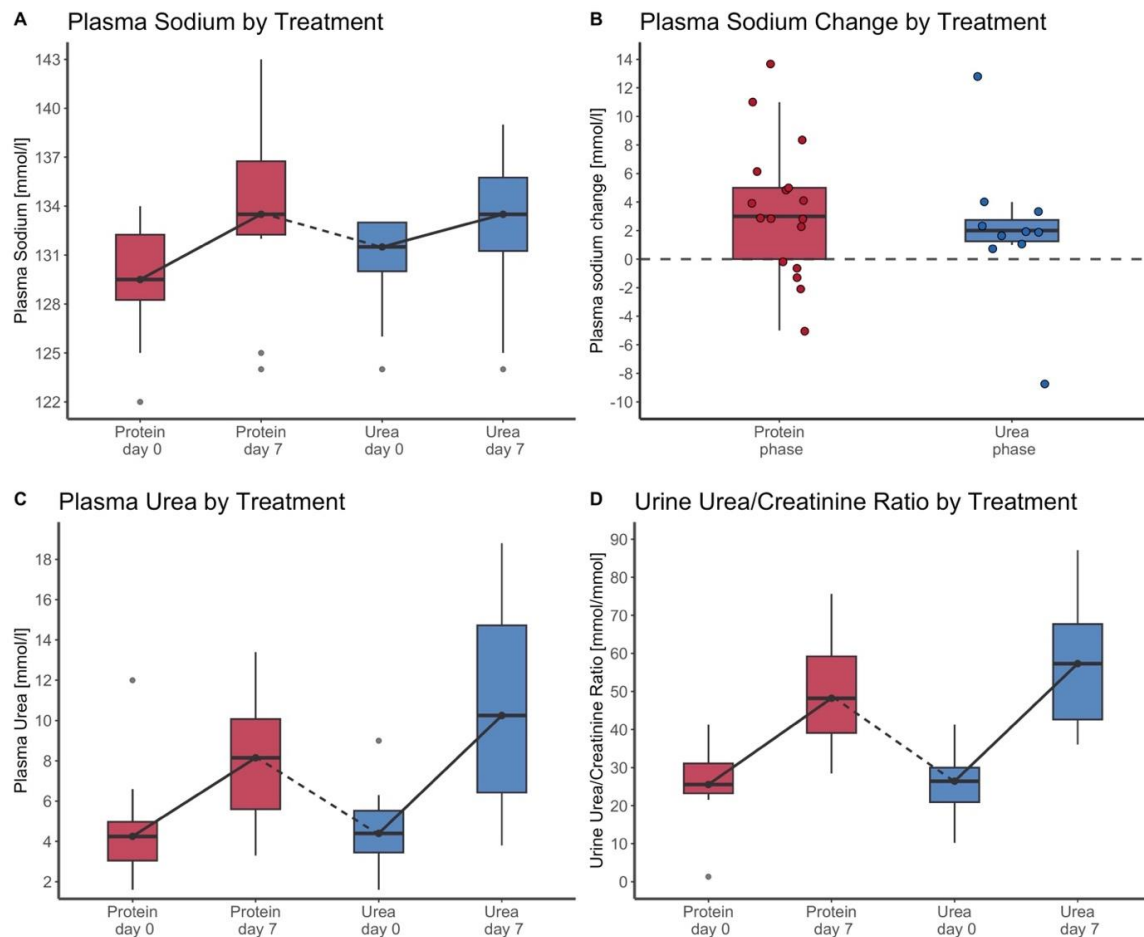 A Plasma Sodium by Treatment
Plasma Sodium [mmol/l]
143
140
137
134
131
128
125
122
Protein
day 0
Protein
day 7
Urea
day 0
Urea
day 7
B Plasma Sodium Change by Treatment
Plasma sodium change [mmol/l]
14
12
10
8
6
4
2
0
-2
-4
-6
-8
-10
Protein
phase
Urea
phase
C Plasma Urea by Treatment
Plasma Urea [mmol/l]
18
16
14
12
10
8
6
4
2
Protein
day 0
Protein
day 7
Urea
day 0
Urea
day 7
D Urine Urea/Creatinine Ratio by Treatment
Urine Urea/Creatinine Ratio [mmol/mmol]
90
80
70
60
50
40
30
20
10
0
Protein
day 0
Protein
day 7
Urea
day 0
Urea
day 7